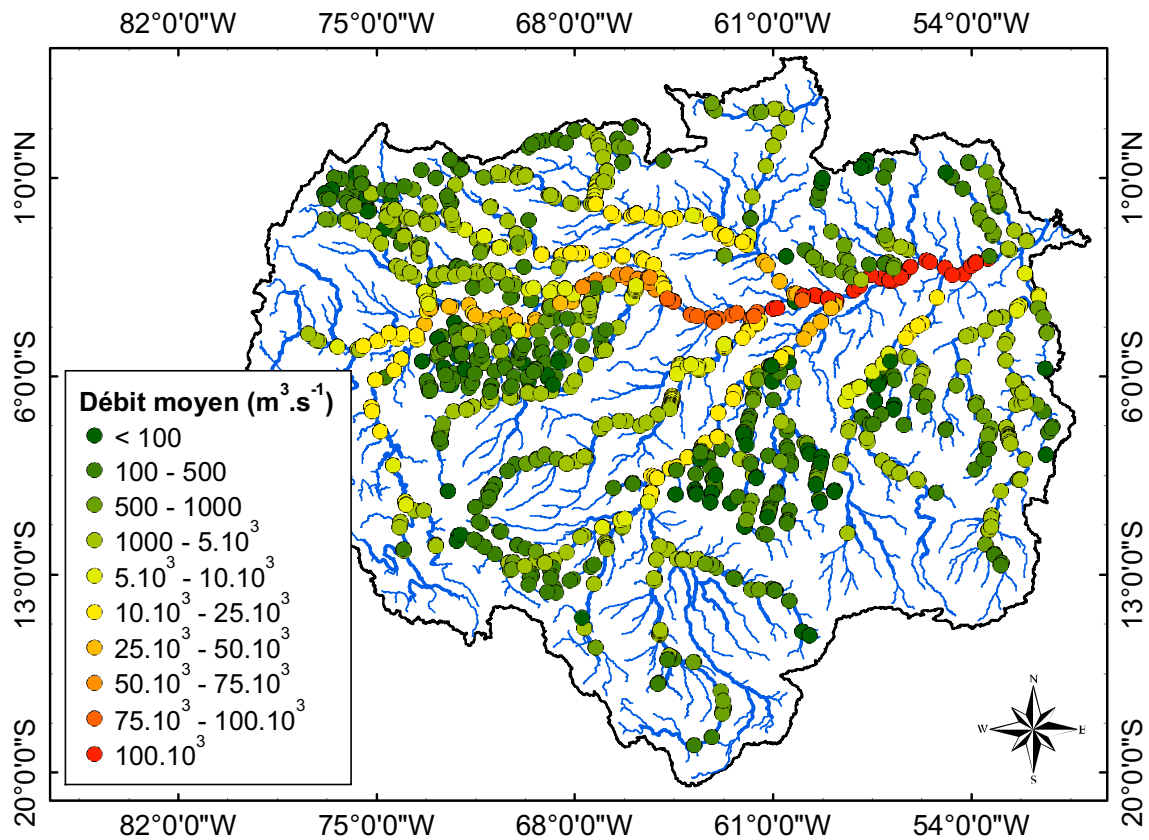 82°0'0"W 75°0'0"W 68°0'0"W 61°0'0"W 54°0'0"W
1°0'0"N 1°0'0"N
6°0'0"S 6°0'0"S
13°0'0"S 13°0'0"S
20°0'0"S 20°0'0"S
Débit moyen (m³.s⁻¹)
< 100
100 - 500
500 - 1000
1000 - 5.10³
5.10³ - 10.10³
10.10³ - 25.10³
25.10³ - 50.10³
50.10³ - 75.10³
75.10³ - 100.10³
100.10³
N
W E
S
82°0'0"W 75°0'0"W 68°0'0"W 61°0'0"W 54°0'0"W